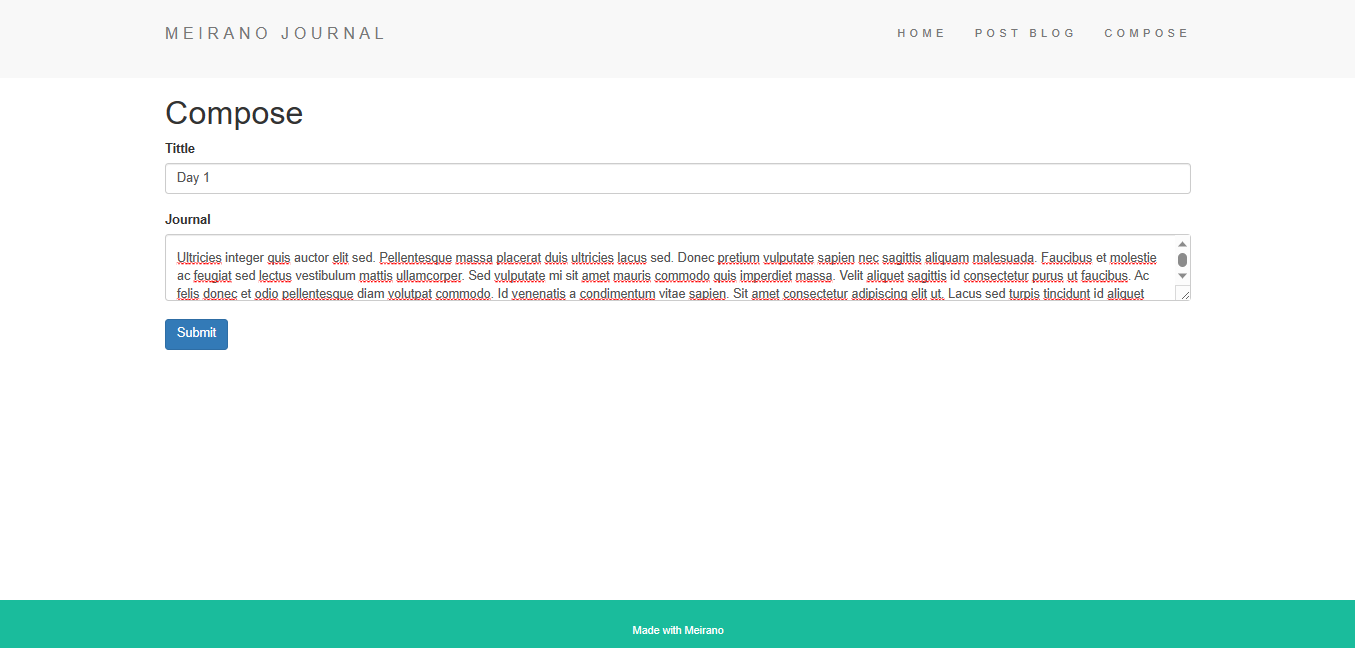 MEIRANO JOURNAL
HOME POST BLOG COMPOSE
Compose
Tittle
Day 1
Journal
Ultricies integer quis auctor elit sed. Pellentesque massa placerat duis ultricies lacus sed. Donec pretium vulputate sapien nec sagittis aliquam malesuada. Faucibus et molestie
ac feugiat sed lectus vestibulum mattis ullamcorper. Sed vulputate mi sit amet mauris commodo quis imperdiet massa. Velit aliquet sagittis id consectetur purus ut faucibus. Ac
felis donec et odio pellentesque diam volutpat commodo. Id venenatis a condimentum vitae sapien. Sit amet consectetur adipiscing elit ut. Lacus sed turpis tincidunt id aliquet
Submit
Made with Meirano